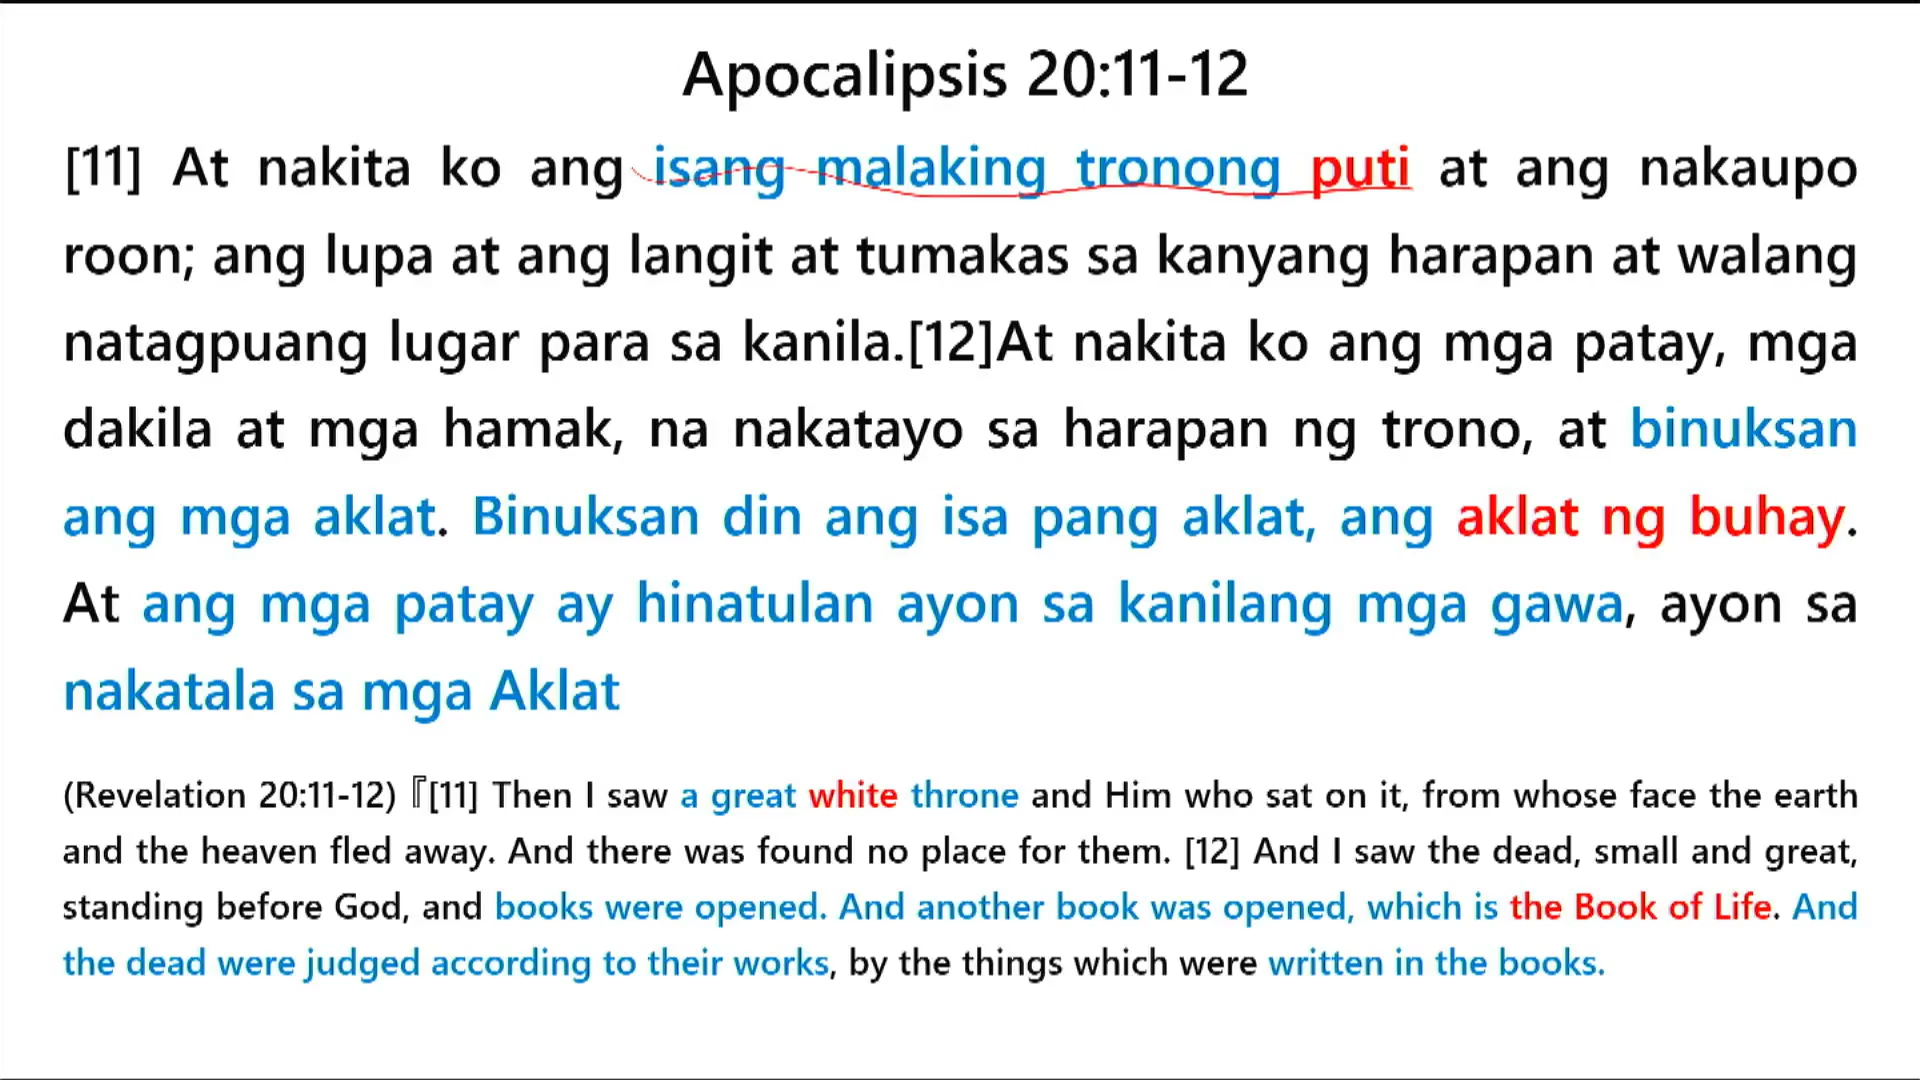 Apocalipsis 20:11-12
[11] At nakita ko ang isang malaking tronong puti at ang nakaupo
roon; ang lupa at ang langit at tumakas sa kanyang harapan at walang
natagpuang lugar para sa kanila.[12]At nakita ko ang mga patay, mga
dakila at mga hamak, na nakatayo sa harapan ng trono, at binuksan
ang mga aklat. Binuksan din ang isa pang aklat, ang aklat ng buhay.
At ang mga patay ay hinatulan ayon sa kanilang mga gawa, ayon sa
nakatala sa mga Aklat
(Revelation 20:11-12)『[11] Then I saw a great white throne and Him who sat on it, from whose face the earth
and the heaven fled away. And there was found no place for them. [12] And I saw the dead, small and great,
standing before God, and books were opened. And another book was opened, which is the Book of Life. And
the dead were judged according to their works, by the things which were written in the books.